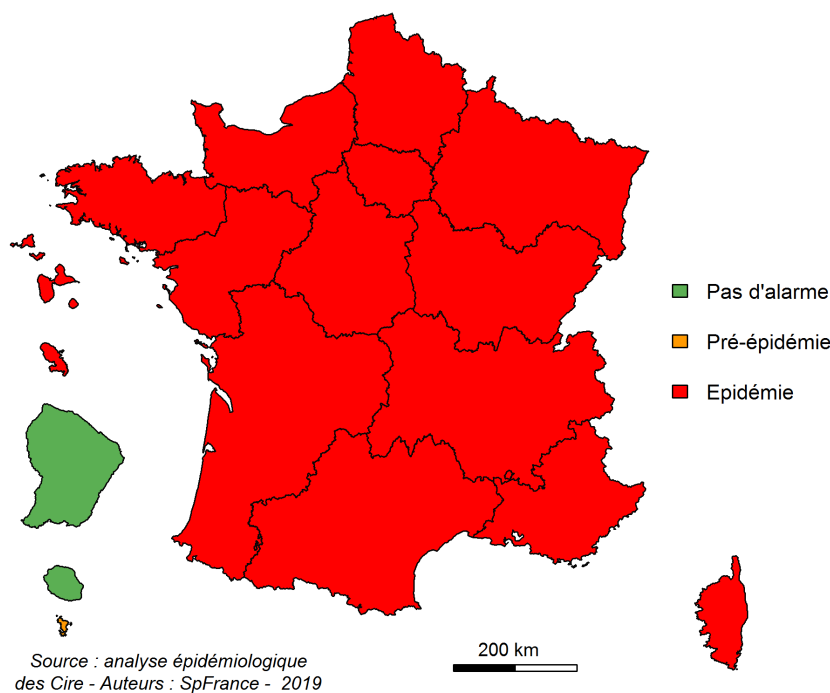 Pas d'alarme
Pré-épidémie
Epidémie
200 km
Source : analyse épidémiologique
des Cire - Auteurs : SpFrance - 2019